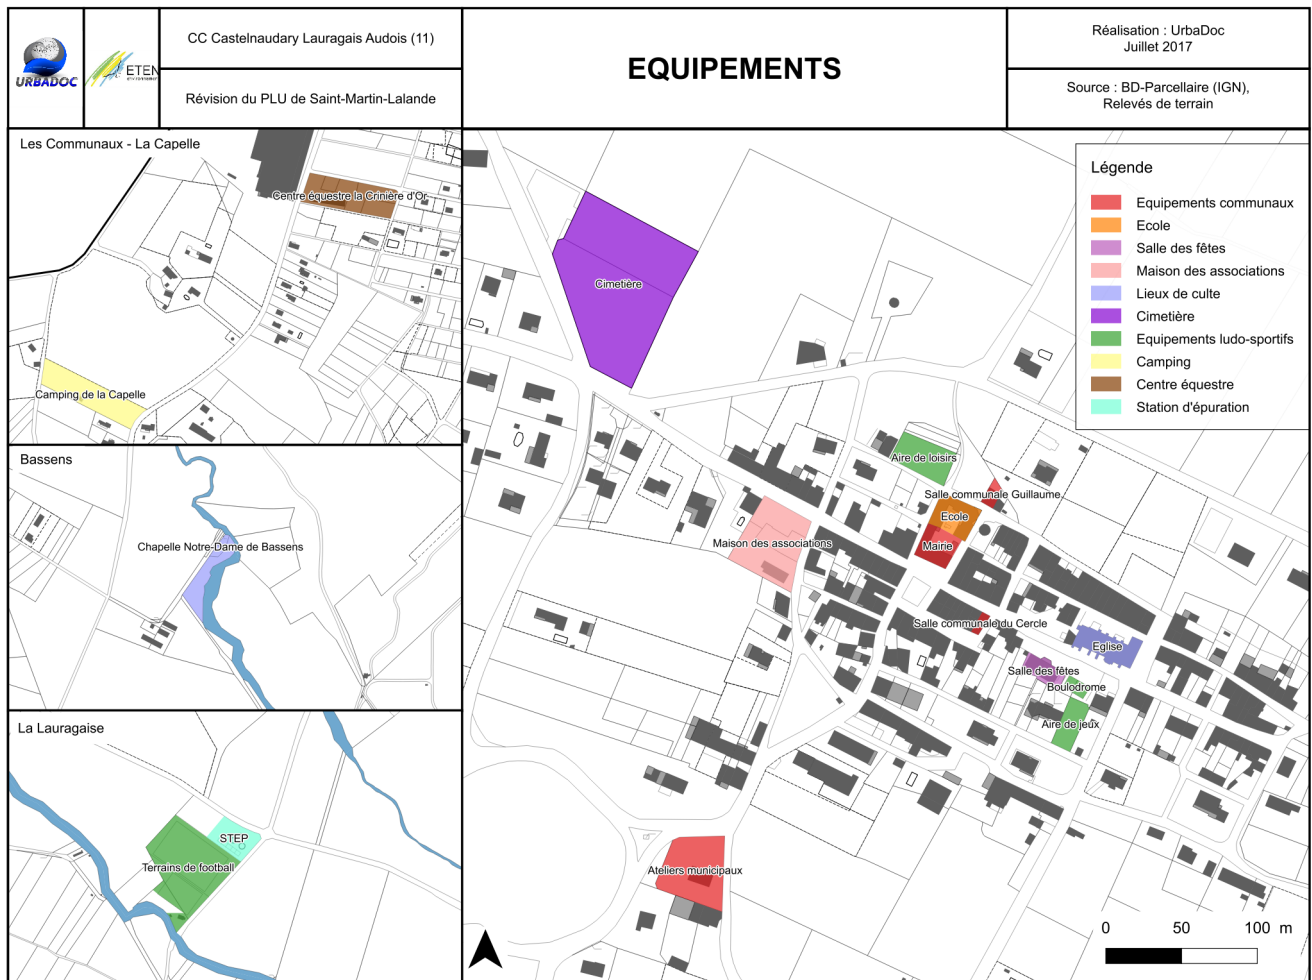 URBADOC
ETEN
environnement
CC Castelnaudary Lauragais Audois (11)
Révision du PLU de Saint-Martin-Lalande
EQUIPEMENTS
Réalisation : UrbaDoc
Juillet 2017
Source : BD-Parcellaire (IGN),
Relevés de terrain
Les Communaux - La Capelle
Centre équestre la Crinière d'Or
Camping de la Capelle
Bassens
Chapelle Notre-Dame de Bassens
La Lauragaise
STEP
Terrains de football
Cimetière
Aire de loisirs
Salle communale Guillaume
Ecole
Maison des associations
Mairie
Salle communale du Cercle
Eglise
Salle des fêtes
Boulodrome
Aire de jeux
Ateliers municipaux
Légende
Equipements communaux
Ecole
Salle des fêtes
Maison des associations
Lieux de culte
Cimetière
Equipements ludo-sportifs
Camping
Centre équestre
Station d'épuration
0 50 100 m